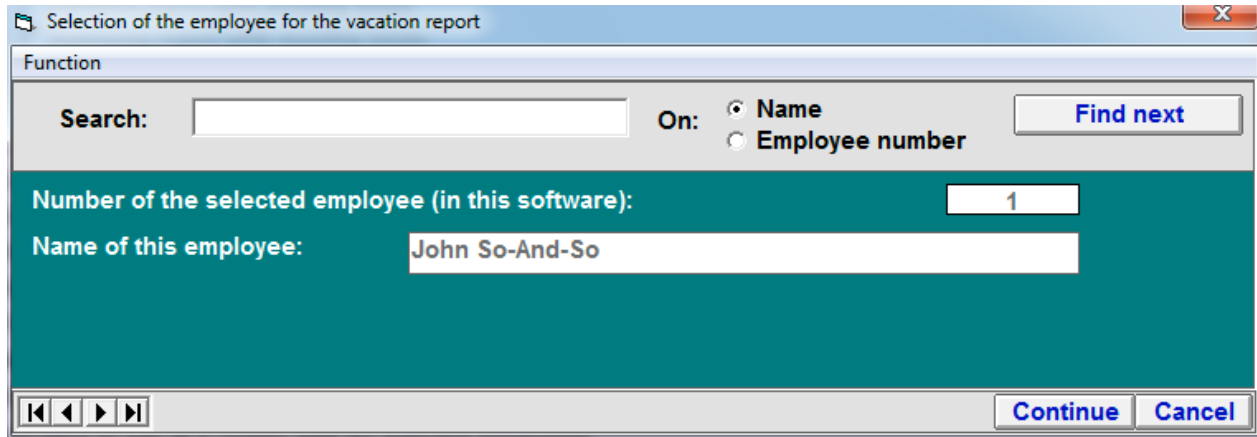 Selection of the employee for the vacation report
Function
Search: On: Name Find next
Employee number
Number of the selected employee (in this software): 1
Name of this employee: John So-And-So
Continue Cancel